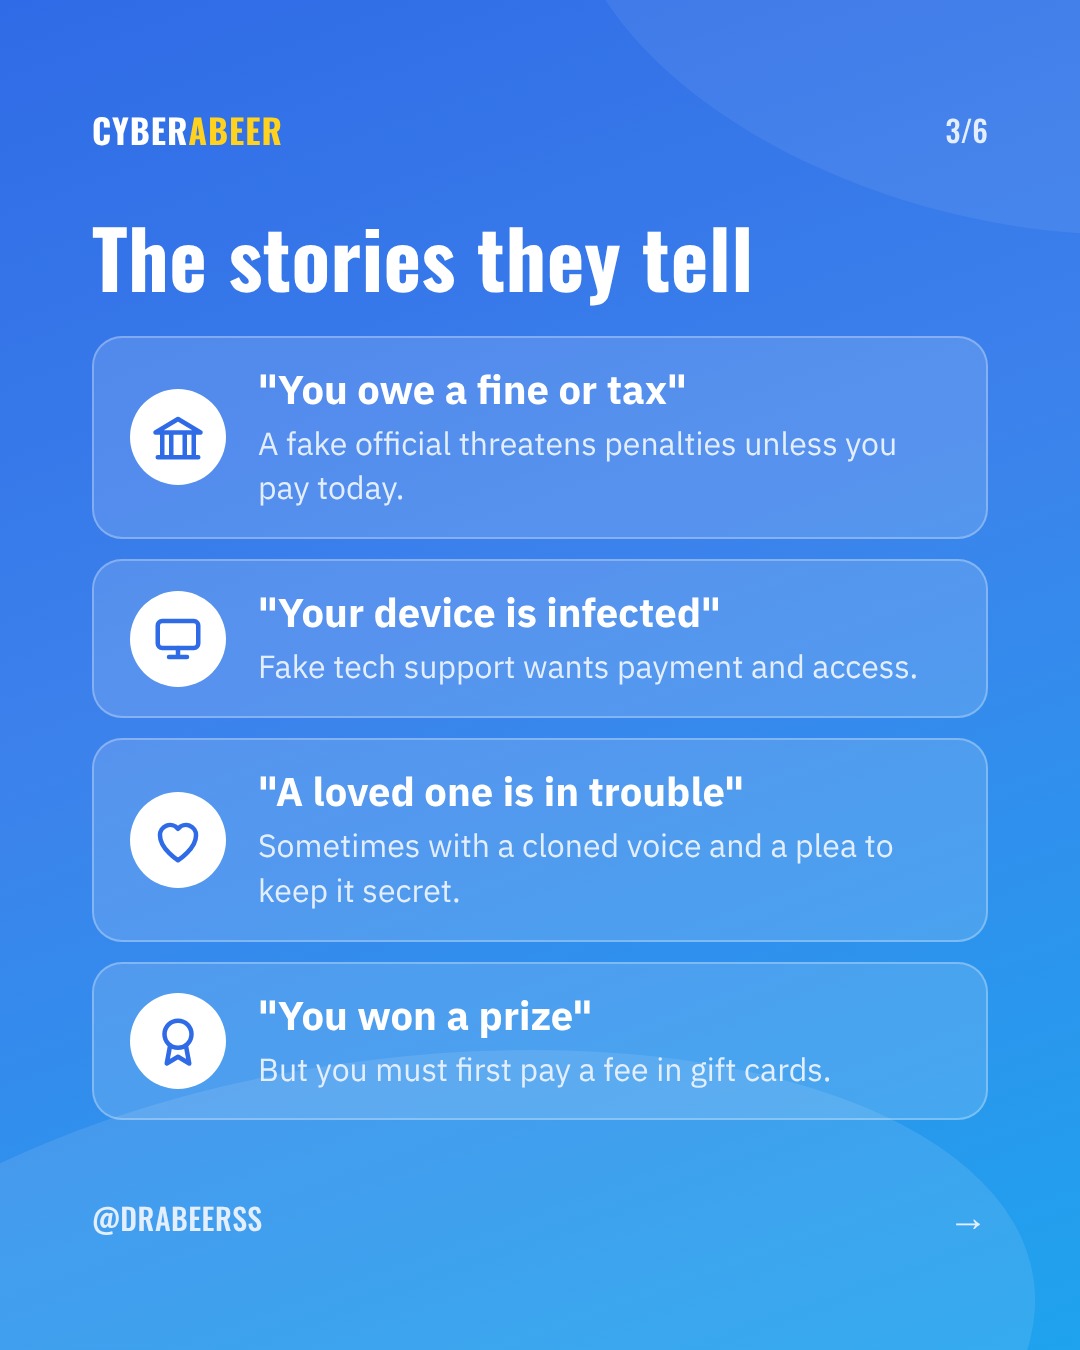 CYBERABEER
3/6
The stories they tell
"You owe a fine or tax"
A fake official threatens penalties unless you
pay today.
"Your device is infected"
Fake tech support wants payment and access.
"A loved one is in trouble"
Sometimes with a cloned voice and a plea to
keep it secret.
"You won a prize"
But you must first pay a fee in gift cards.
@DRABEERSS
→